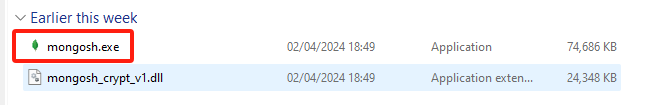 Earlier this week
mongosh.exe 02/04/2024 18:49 Application 74,686 KB
mongosh_crypt_v1.dll 02/04/2024 18:49 Application exten... 24,348 KB